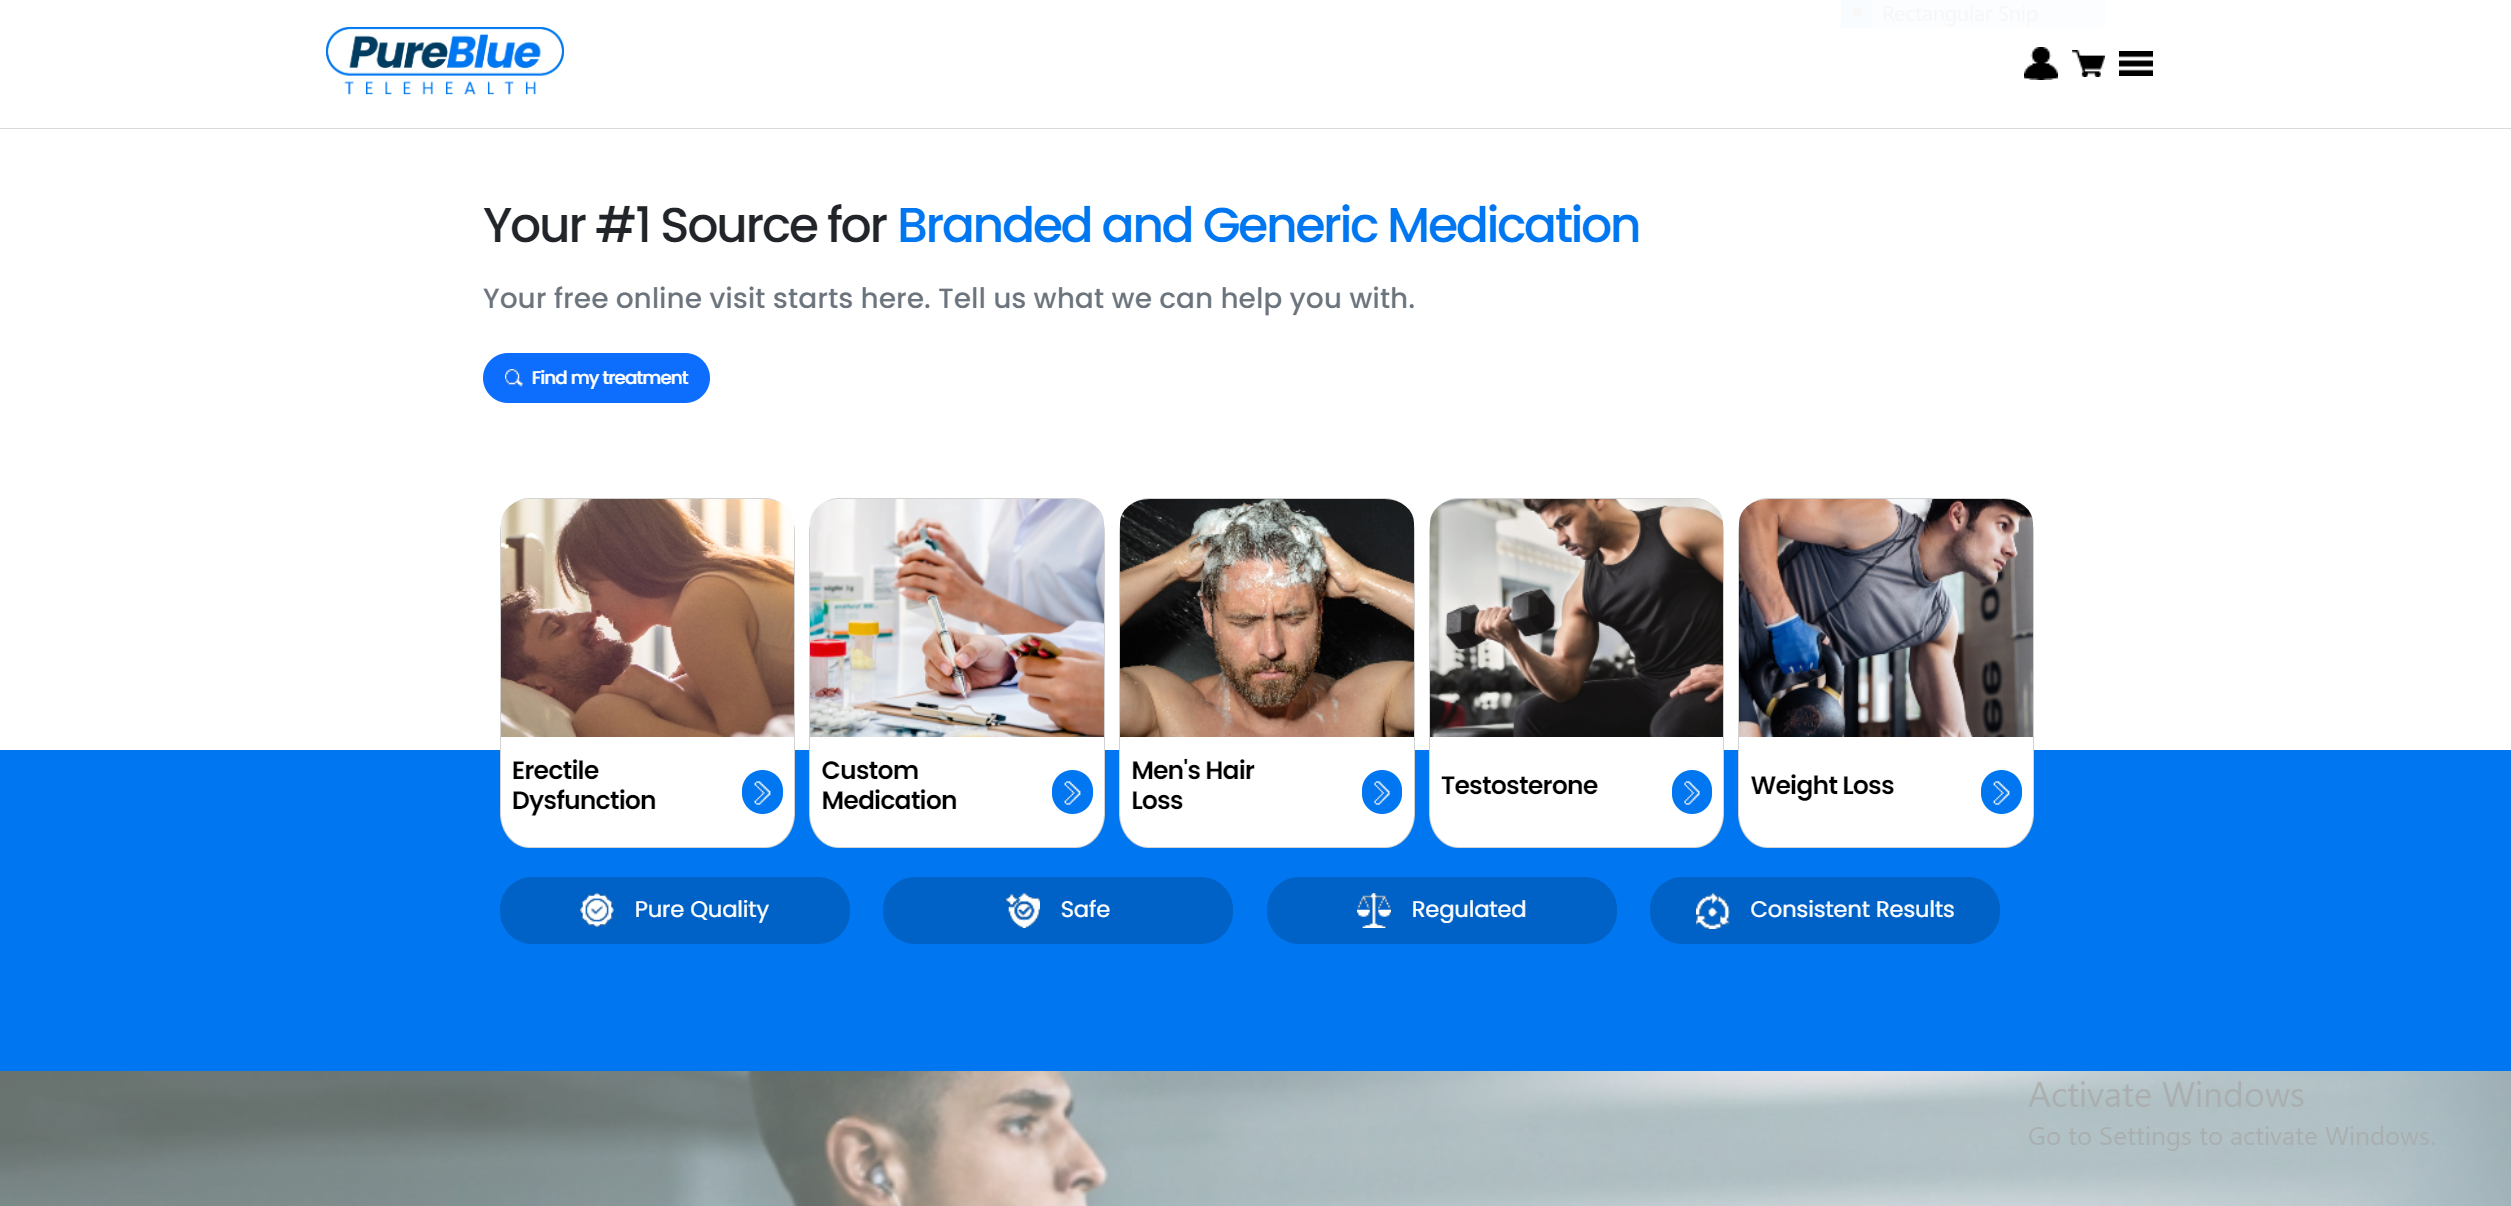 Rectangular Snip
PureBlue
TELEHEALTH
Your #1 Source for Branded and Generic Medication
Your free online visit starts here. Tell us what we can help you with.
Find my treatment
Erectile
Dysfunction
Custom
Medication
Men's Hair
Loss
Testosterone
Weight Loss
Pure Quality
Safe
Regulated
Consistent Results
Activate Windows
Go to Settings to activate Windows.